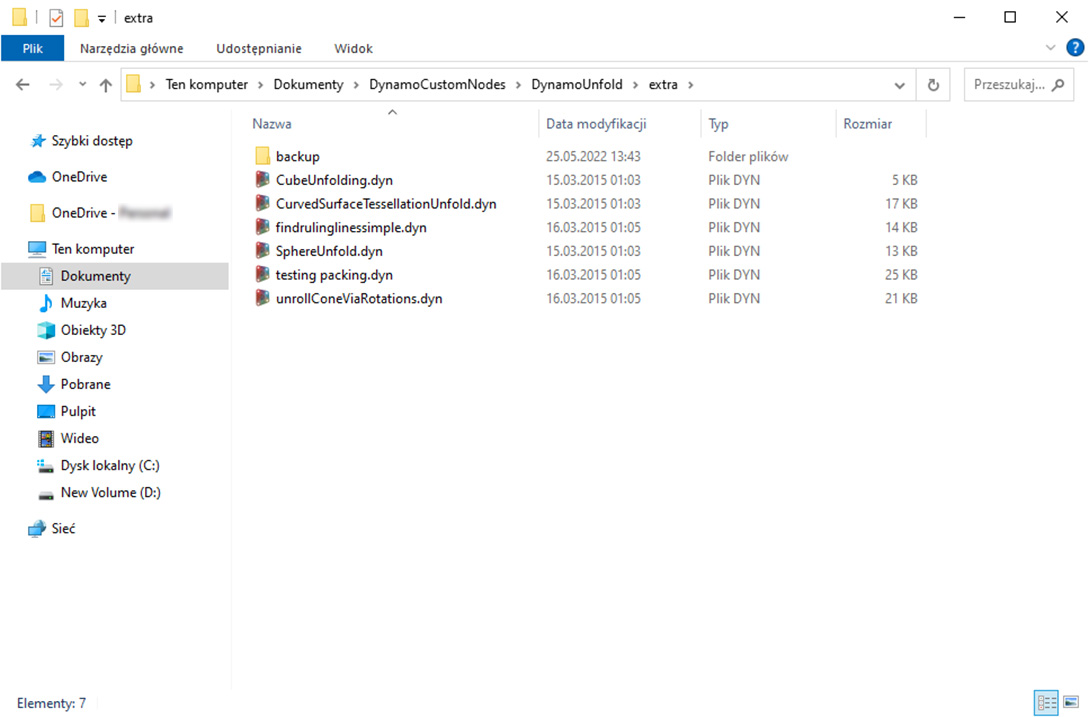 extra
Plik Narzędzia główne Udostępnianie Widok
?
Ten komputer Dokumenty DynamoCustomNodes DynamoUnfold extra Przeszukaj...
Nazwa Data modyfikacji Typ Rozmiar
Szybki dostęp
OneDrive
OneDrive - Personal
Ten komputer
Dokumenty
Muzyka
Obiekty 3D
Obrazy
Pobrane
Pulpit
Wideo
Dysk lokalny (C:)
New Volume (D:)
Sieć
backup 25.05.2022 13:43 Folder plików
CubeUnfolding.dyn 15.03.2015 01:03 Plik DYN 5 KB
CurvedSurfaceTessellationUnfold.dyn 15.03.2015 01:03 Plik DYN 17 KB
findrulinglinessimple.dyn 16.03.2015 01:05 Plik DYN 14 KB
SphereUnfold.dyn 15.03.2015 01:03 Plik DYN 13 KB
testing packing.dyn 16.03.2015 01:05 Plik DYN 25 KB
unrollConeViaRotations.dyn 16.03.2015 01:05 Plik DYN 21 KB
Elementy: 7